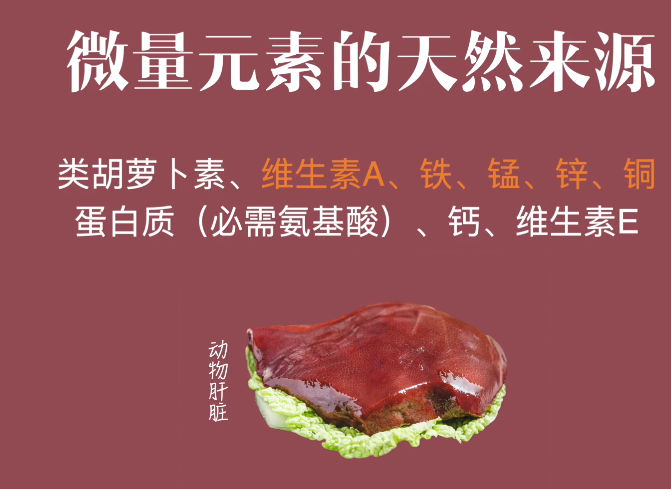 微量元素的天然来源
类胡萝卜素、维生素A、铁、锰、锌、铜
蛋白质（必需氨基酸）、钙、维生素E
动物肝脏